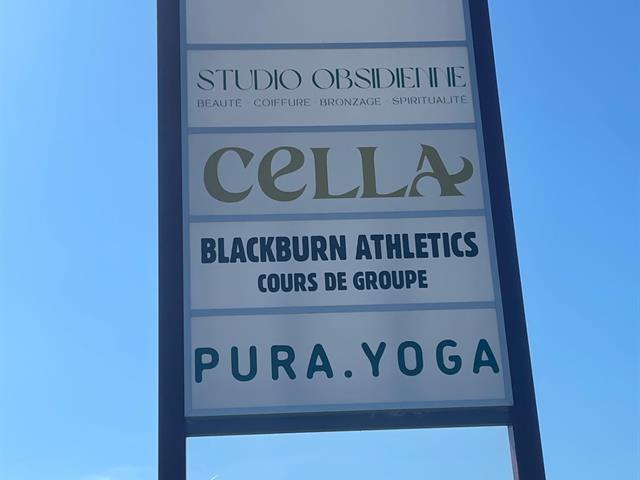 STUDIO OBSIDIENNE
BEAUTÉ · COIFFURE · BRONZAGE · SPIRITUALITÉ
CELLA
BLACKBURN ATHLETICS
COURS DE GROUPE
PURA.YOGA